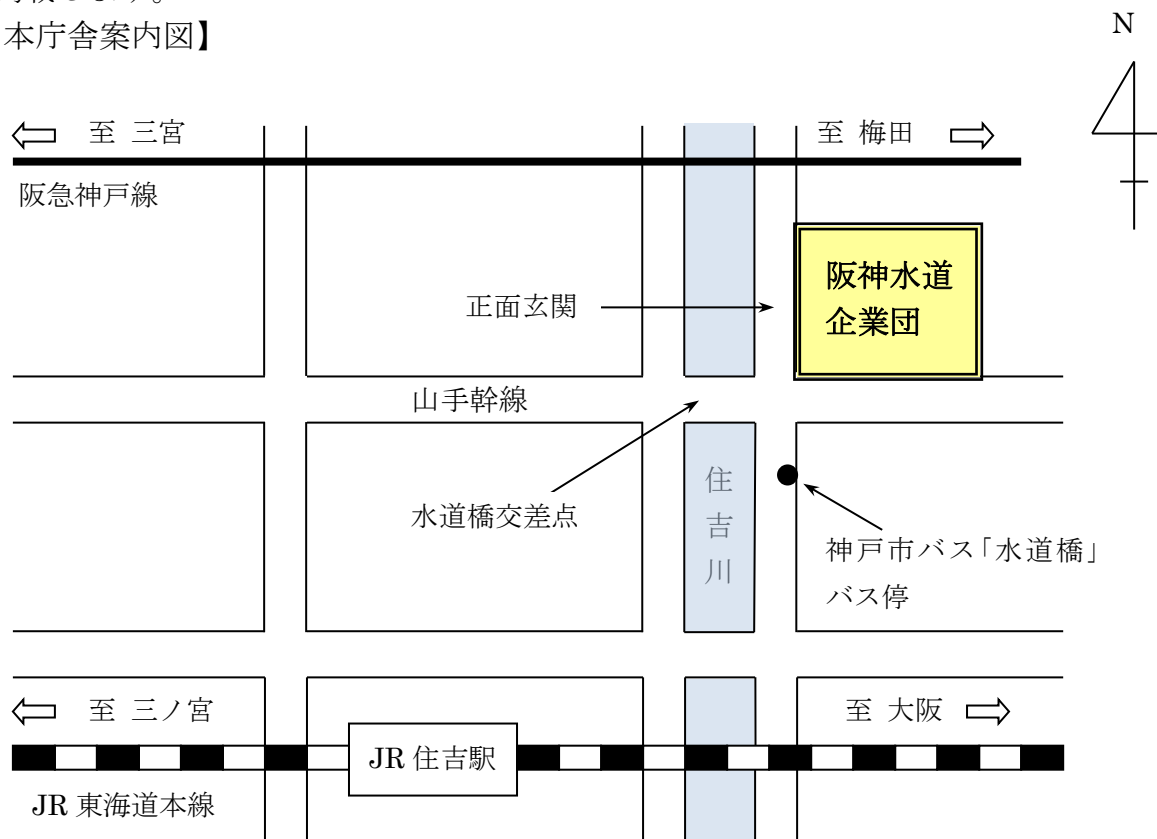 本庁舎案内図】
N
至 三宮
至 梅田
阪急神戸線
阪神水道
企業団
正面玄関
山手幹線
住吉川
水道橋交差点
神戸市バス「水道橋」
バス停
至 三ノ宮
至 大阪
JR 住吉駅
JR 東海道本線